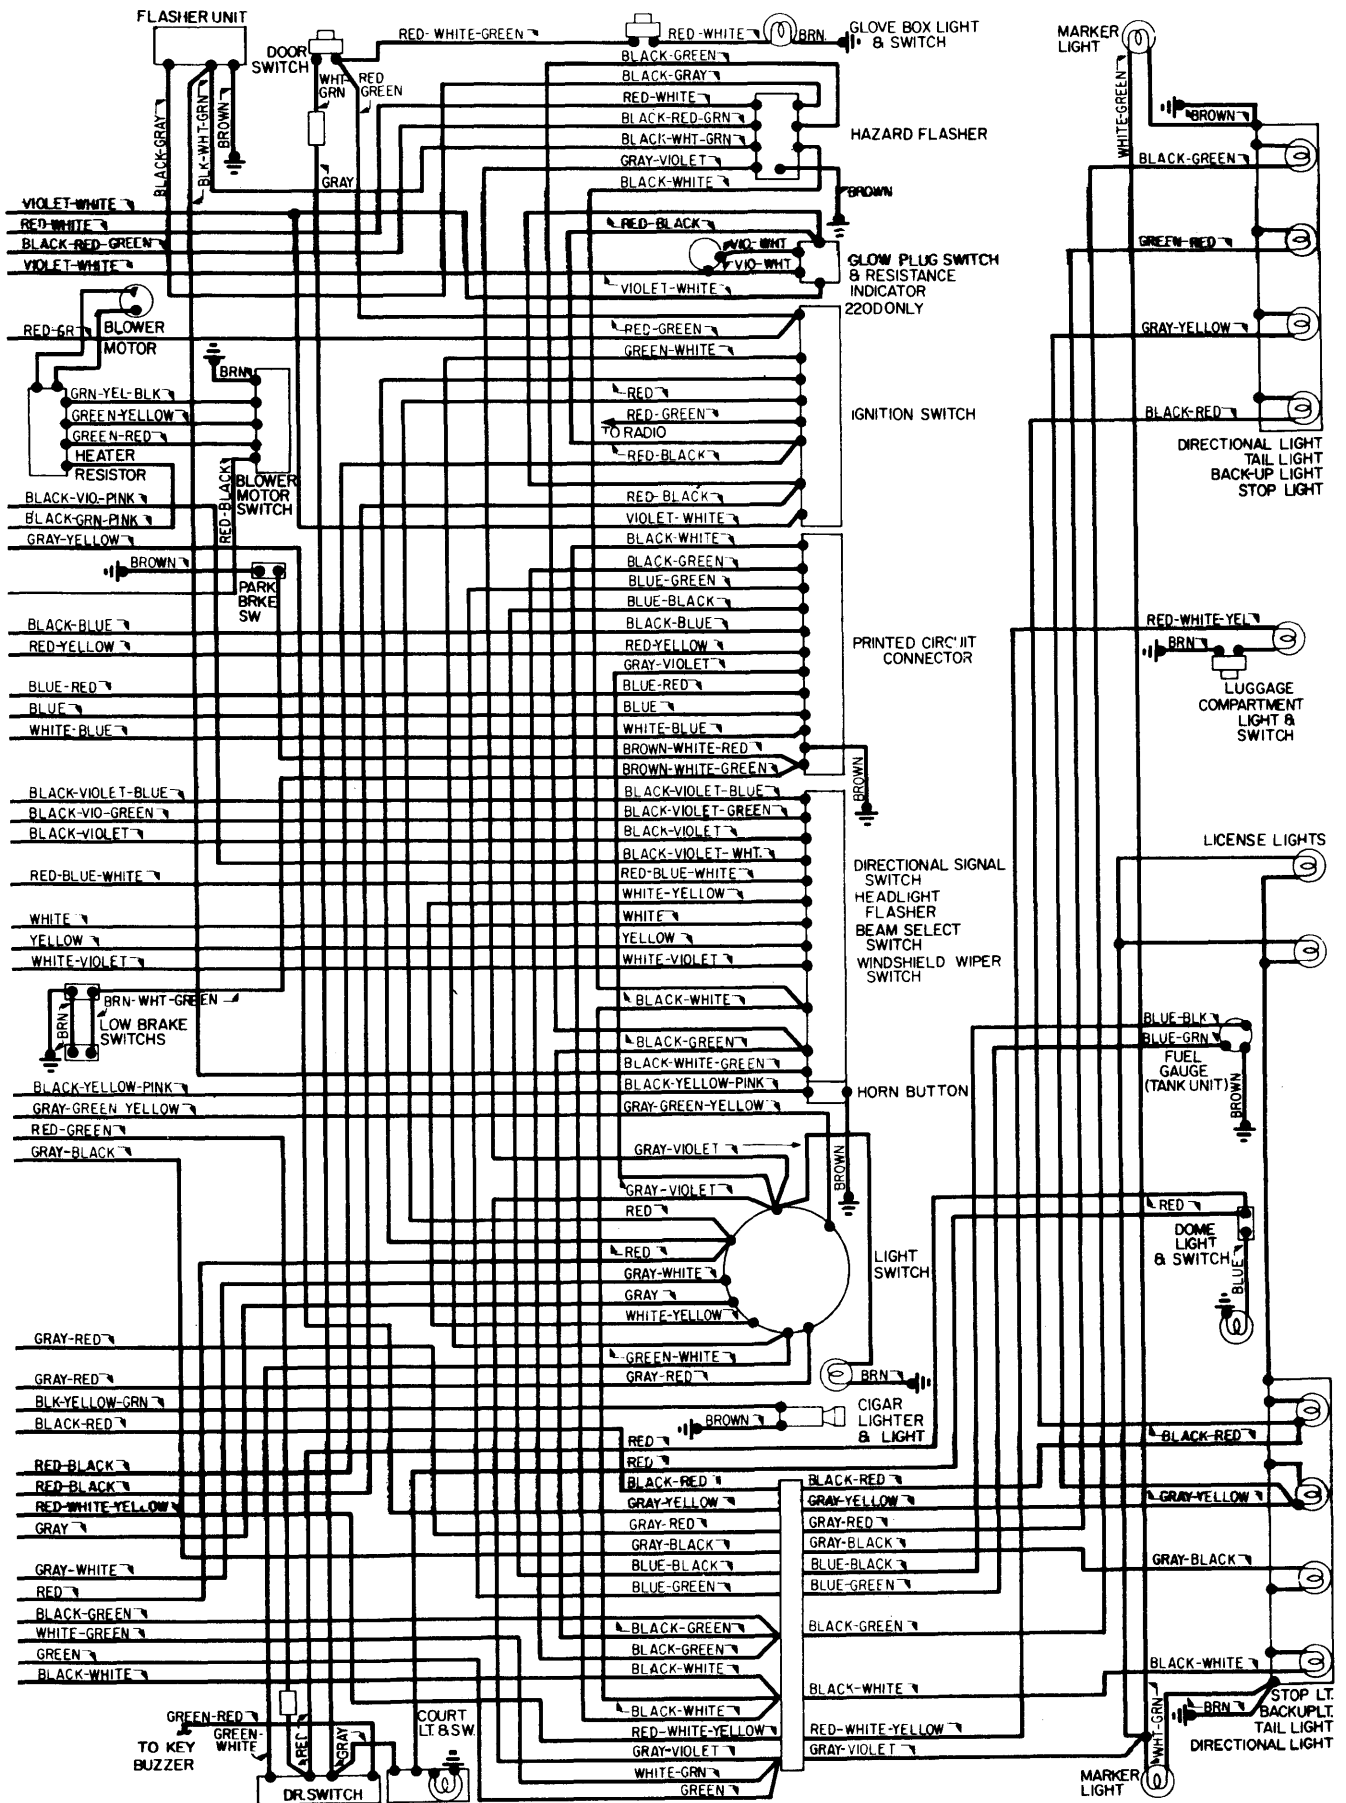 FLASHER UNIT
DOOR
SWITCH
RED-WHITE-GREEN
RED-WHITE
BRN
GLOVE BOX LIGHT
& SWITCH
MARKER
LIGHT
WHT-
GRN
RED
GREEN
BLACK-GREEN
BLACK-GRAY
RED-WHITE
BLACK-RED-GRN
BLACK-WHT-GRN
GRAY-VIOLET
BLACK-WHITE
HAZARD FLASHER
BROWN
BLACK-GRAY
BLK-WHT-GRN
BROWN
GRAY
WHITE-GREEN
BROWN
BLACK-GREEN
GREEN-RED
GRAY-YELLOW
BLACK-RED
DIRECTIONAL LIGHT
TAIL LIGHT
BACK-UP LIGHT
STOP LIGHT
VIOLET-WHITE
RED-WHITE
BLACK-RED-GREEN
VIOLET-WHITE
RED-BLACK
VIO-WHT
VIO-WHT
VIOLET-WHITE
GLOW PLUG SWITCH
& RESISTANCE
INDICATOR
220D ONLY
BLOWER
MOTOR
RED-GR
BRN
GRN-YEL-BLK
GREEN-YELLOW
GREEN-RED
HEATER
RESISTOR
BLOWER
MOTOR
SWITCH
RED-BLACK
RED-GREEN
GREEN-WHITE
RED
RED-GREEN
TO RADIO
RED-BLACK
RED-BLACK
VIOLET-WHITE
IGNITION SWITCH
BLACK-VIO-PINK
BLACK-GRN-PINK
GRAY-YELLOW
BROWN
PARK
BRKE
SW
BLACK-BLUE
RED-YELLOW
BLUE-RED
BLUE
WHITE-BLUE
BLACK-WHITE
BLACK-GREEN
BLUE-GREEN
BLUE-BLACK
BLACK-BLUE
RED-YELLOW
GRAY-VIOLET
BLUE-RED
BLUE
WHITE-BLUE
BROWN-WHITE-RED
BROWN-WHITE-GREEN
PRINTED CIRCUIT
CONNECTOR
BROWN
RED-WHITE-YEL
BRN
LUGGAGE
COMPARTMENT
LIGHT &
SWITCH
BLACK-VIOLET-BLUE
BLACK-VIO-GREEN
BLACK-VIOLET
RED-BLUE-WHITE
WHITE
YELLOW
WHITE-VIOLET
BLACK-VIOLET-BLUE
BLACK-VIOLET-GREEN
BLACK-VIOLET
BLACK-VIOLET-WHT.
RED-BLUE-WHITE
WHITE-YELLOW
WHITE
YELLOW
WHITE-VIOLET
BLACK-WHITE
BLACK-GREEN
BLACK-WHITE-GREEN
BLACK-YELLOW-PINK
GRAY-GREEN-YELLOW
DIRECTIONAL SIGNAL
SWITCH
HEADLIGHT
FLASHER
BEAM SELECT
SWITCH
WINDSHIELD WIPER
SWITCH
HORN BUTTON
LICENSE LIGHTS
BRN-WHT-GREEN
BRN
LOW BRAKE
SWITCHS
BLACK-YELLOW-PINK
GRAY-GREEN YELLOW
RED-GREEN
GRAY-BLACK
BLUE-BLK
BLUE-GRN
FUEL
GAUGE
(TANK UNIT)
BROWN
GRAY-VIOLET
BROWN
GRAY-VIOLET
RED
RED
GRAY-WHITE
GRAY
WHITE-YELLOW
GREEN-WHITE
GRAY-RED
LIGHT
SWITCH
RED
DOME
LIGHT
& SWITCH
BLUE
BRN
CIGAR
LIGHTER
& LIGHT
BROWN
GRAY-RED
GRAY-RED
BLK-YELLOW-GRN
BLACK-RED
RED-BLACK
RED-BLACK
RED-WHITE-YELLOW
GRAY
GRAY-WHITE
RED
BLACK-GREEN
WHITE-GREEN
GREEN
BLACK-WHITE
RED
RED
BLACK-RED
GRAY-YELLOW
GRAY-RED
GRAY-BLACK
BLUE-BLACK
BLUE-GREEN
BLACK-GREEN
BLACK-GREEN
BLACK-WHITE
BLACK-WHITE
RED-WHITE-YELLOW
GRAY-VIOLET
WHITE-GRN
GREEN
BLACK-RED
GRAY-YELLOW
GRAY-RED
GRAY-BLACK
BLUE-BLACK
BLUE-GREEN
BLACK-GREEN
BLACK-WHITE
RED-WHITE-YELLOW
GRAY-VIOLET
BLACK-RED
GRAY-YELLOW
GRAY-BLACK
BLACK-WHITE
WHT-GRN
BRN
STOP LT.
BACKUP LT.
TAIL LIGHT
DIRECTIONAL LIGHT
MARKER
LIGHT
GREEN-RED
GREEN-
WHITE
TO KEY
BUZZER
RED
GRAY
COURT
LT. & SW.
DR. SWITCH